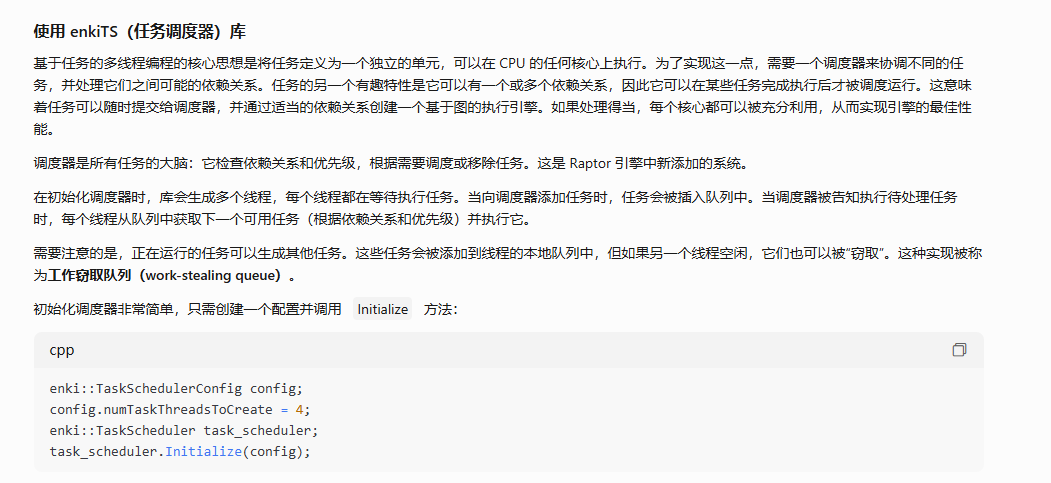 使用 enkiTS（任务调度器）库
基于任务的多线程编程的核心思想是将任务定义为一个独立的单元，可以在 CPU 的任何核心上执行。为了实现这一点，需要一个调度器来协调不同的任
务，并处理它们之间可能的依赖关系。任务的另一个有趣特性是它可以有一个或多个依赖关系，因此它可以在某些任务完成执行后才被调度运行。这意味
着任务可以随时提交给调度器，并通过适当的依赖关系创建一个基于图的执行引擎。如果处理得当，每个核心都可以被充分利用，从而实现引擎的最佳性
能。
调度器是所有任务的大脑：它检查依赖关系和优先级，根据需要调度或移除任务。这是 Raptor 引擎中新添加的系统。
在初始化调度器时，库会生成多个线程，每个线程都在等待执行任务。当向调度器添加任务时，任务会被插入队列中。当调度器被告知执行待处理任务
时，每个线程从队列中获取下一个可用任务（根据依赖关系和优先级）并执行它。
需要注意的是，正在运行的任务可以生成其他任务。这些任务会被添加到线程的本地队列中，但如果另一个线程空闲，它们也可以被“窃取”。这种实现被称
为工作窃取队列（work-stealing queue）。
初始化调度器非常简单，只需创建一个配置并调用 Initialize 方法：
cpp
enki::TaskSchedulerConfig config;
config.numTaskThreadsToCreate = 4;
enki::TaskScheduler task_scheduler;
task_scheduler.Initialize(config);